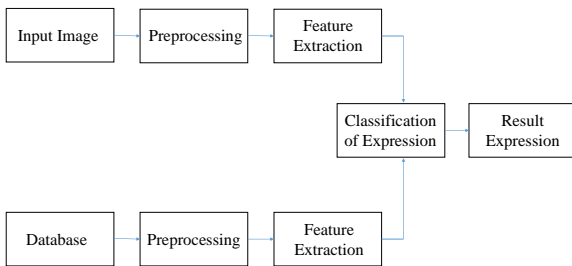 Input Image
Preprocessing
Feature
Extraction
Classification
of Expression
Result
Expression
Database
Preprocessing
Feature
Extraction